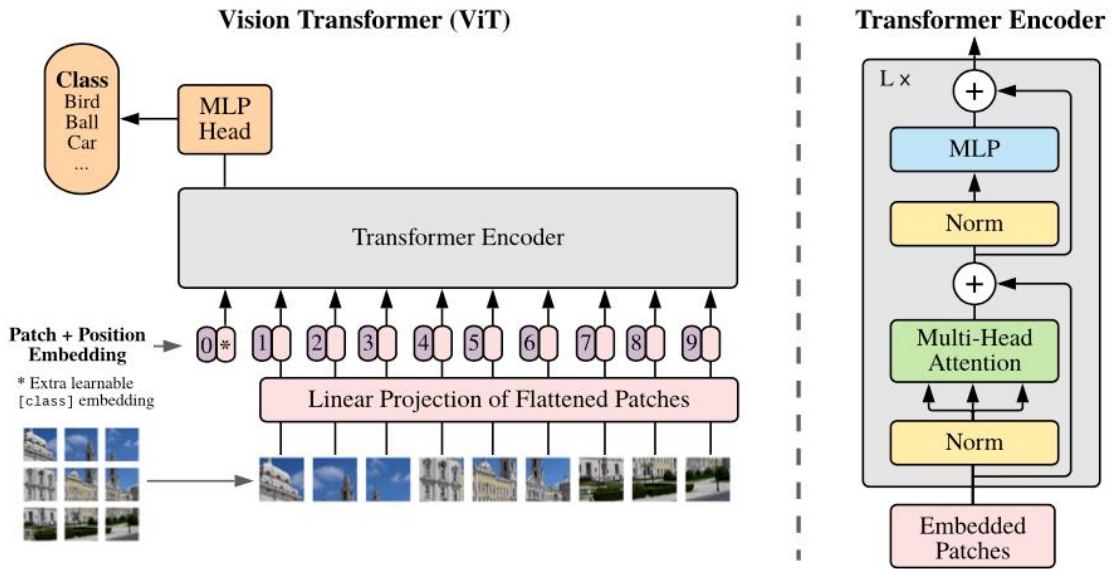 Vision Transformer (ViT)
Class
Bird
Ball
Car
...
MLP
Head
Transformer Encoder
Patch + Position
Embedding
0 * 1 2 3 4 5 6 7 8 9
* Extra learnable
[class] embedding
Linear Projection of Flattened Patches
Transformer Encoder
L ×
+
MLP
Norm
+
Multi-Head
Attention
Norm
Embedded
Patches